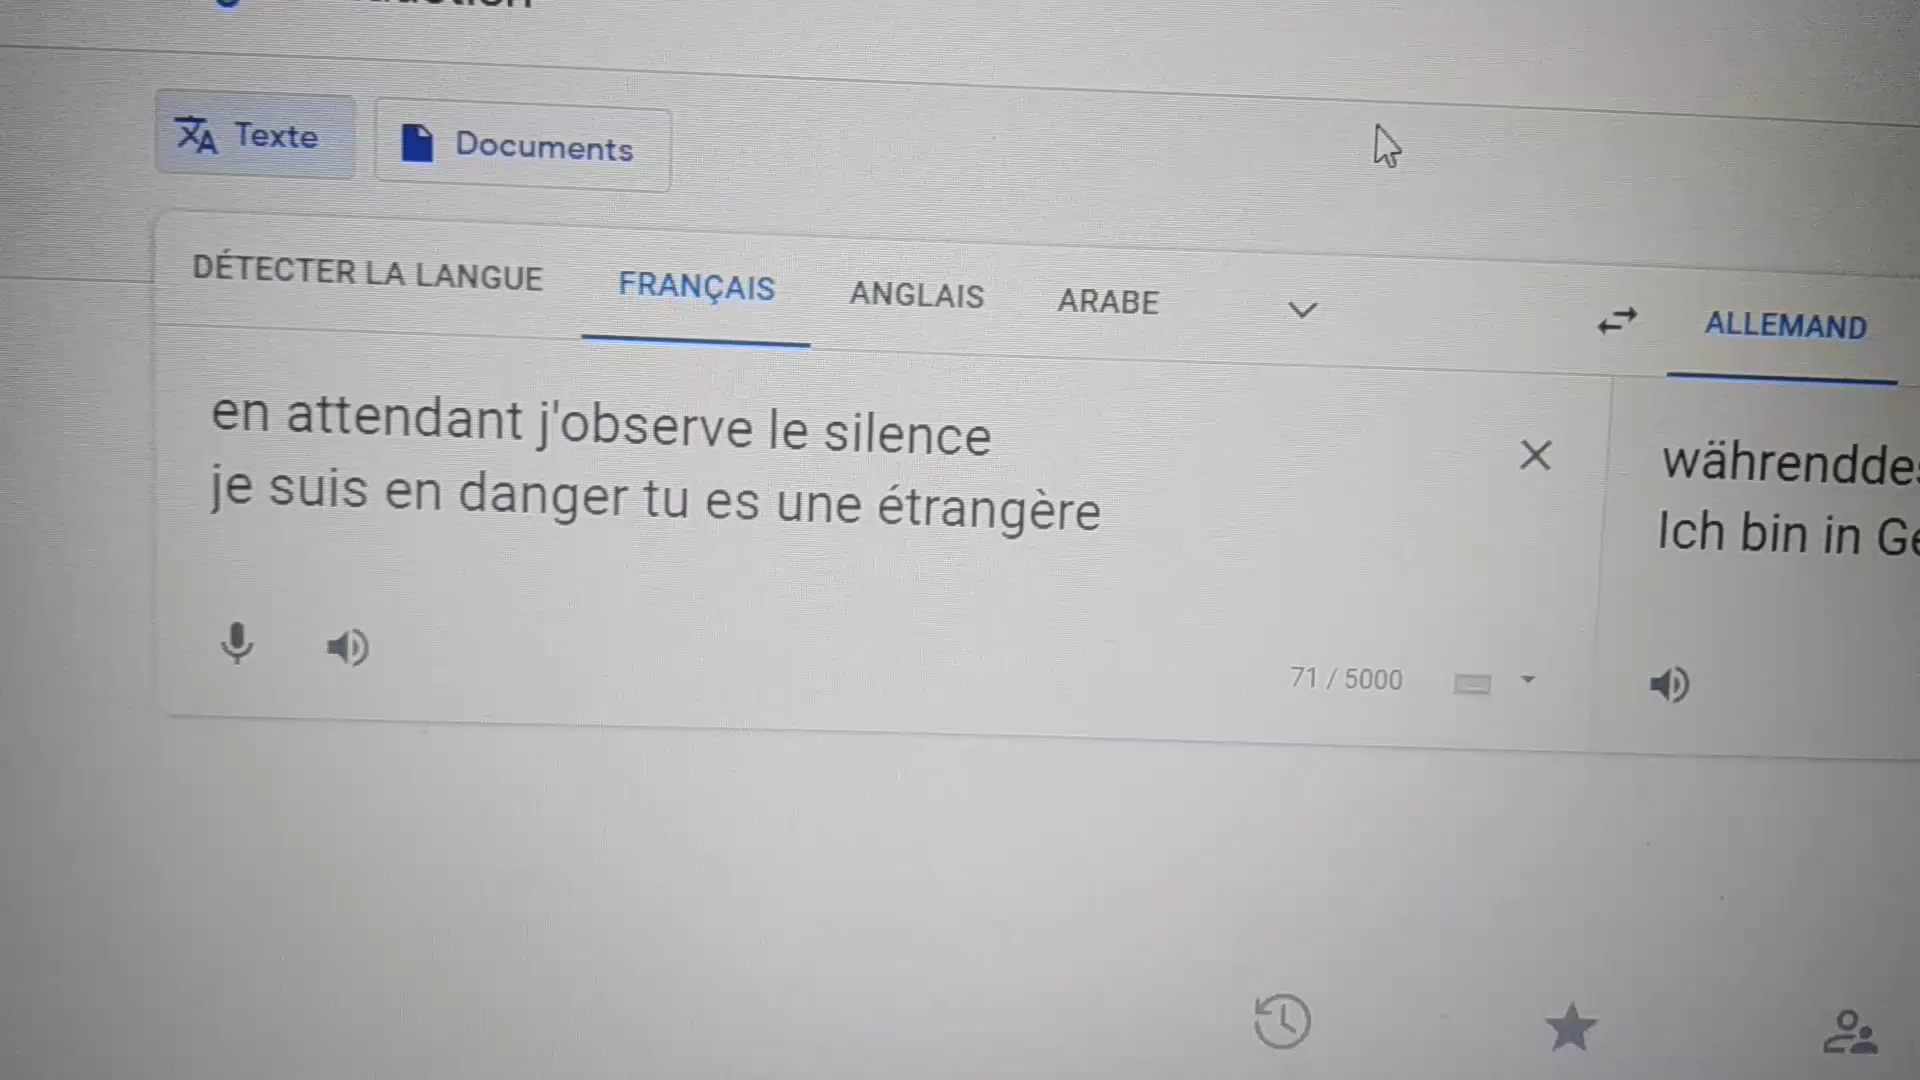 Texte
Documents
DÉTECTER LA LANGUE
FRANÇAIS
ANGLAIS
ARABE
ALLEMAND
en attendant j'observe le silence
je suis en danger tu es une étrangère
71 / 5000
Ich bin in